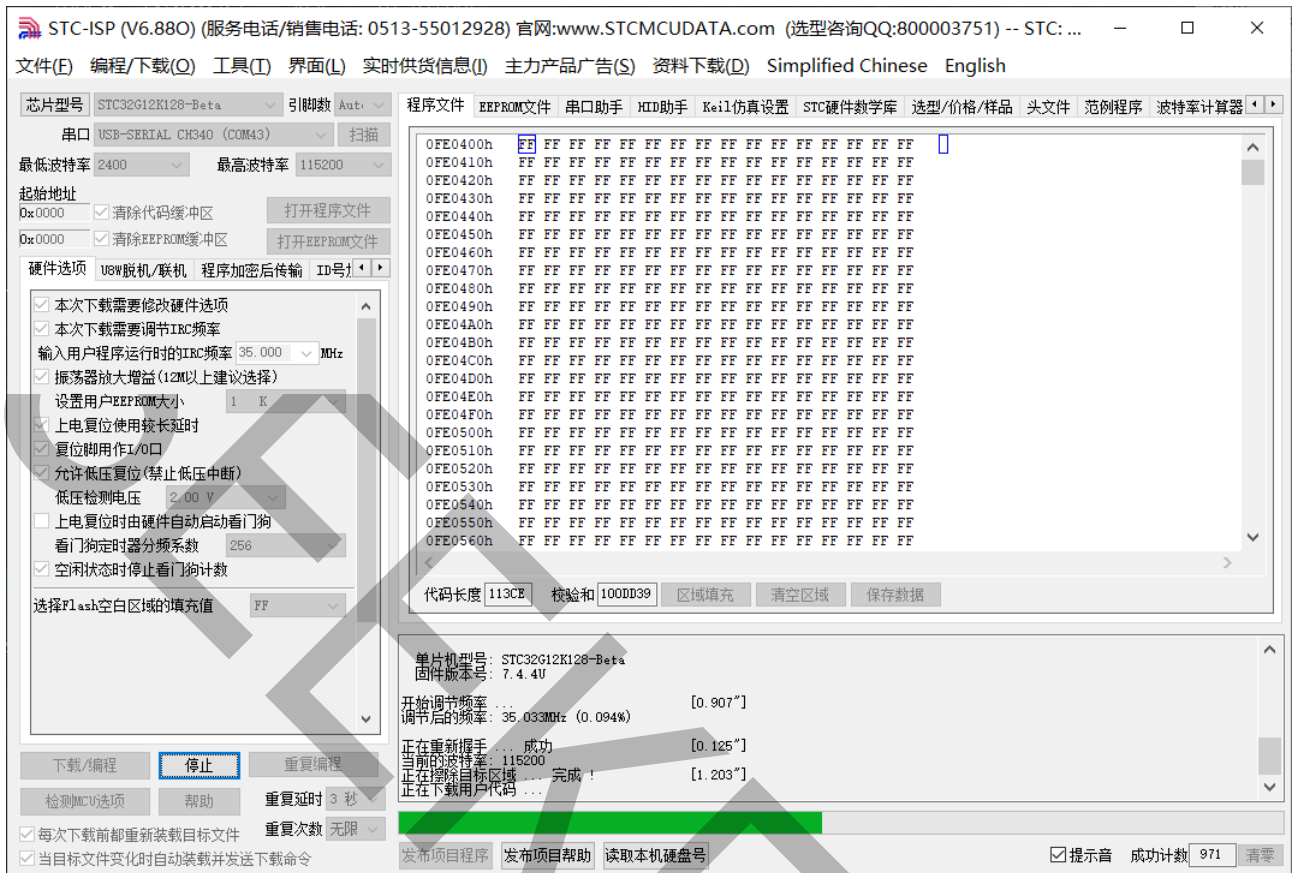 STC-ISP (V6.88O) (服务电话/销售电话: 0513-55012928) 官网:www.STCMCUDATA.com (选型咨询QQ:800003751) -- STC: ...
文件(F) 编程/下载(O) 工具(T) 界面(L) 实时供货信息(I) 主力产品广告(S) 资料下载(D) Simplified Chinese English
芯片型号 STC32G12K128-Beta 引脚数 Aut
串口 USB-SERIAL CH340 (COM43) 扫描
最低波特率 2400 最高波特率 115200
起始地址
0x0000 清除代码缓冲区 打开程序文件
0x0000 清除EEPROM缓冲区 打开EEPROM文件
硬件选项 U8W脱机/联机 程序加密后传输 ID号
本次下载需要修改硬件选项
本次下载需要调节IRC频率
输入用户程序运行时的IRC频率 35.000 MHz
振荡器放大增益(12M以上建议选择)
设置用户EEPROM大小 1 K
上电复位使用较长延时
复位脚用作I/O口
允许低压复位(禁止低压中断)
低压检测电压 2.00 V
上电复位时由硬件自动启动看门狗
看门狗定时器分频系数 256
空闲状态时停止看门狗计数
选择Flash空白区域的填充值 FF
下载/编程 停止 重复编程
检测MCU选项 帮助 重复延时 3 秒
每次下载前都重新装载目标文件 重复次数 无限
当目标文件变化时自动装载并发送下载命令
程序文件 EEPROM文件 串口助手 HID助手 Keil仿真设置 STC硬件数学库 选型/价格/样品 头文件 范例程序 波特率计算器
0FE0400h FF FF FF FF FF FF FF FF FF FF FF FF FF FF FF FF
0FE0410h FF FF FF FF FF FF FF FF FF FF FF FF FF FF FF FF
0FE0420h FF FF FF FF FF FF FF FF FF FF FF FF FF FF FF FF
0FE0430h FF FF FF FF FF FF FF FF FF FF FF FF FF FF FF FF
0FE0440h FF FF FF FF FF FF FF FF FF FF FF FF FF FF FF FF
0FE0450h FF FF FF FF FF FF FF FF FF FF FF FF FF FF FF FF
0FE0460h FF FF FF FF FF FF FF FF FF FF FF FF FF FF FF FF
0FE0470h FF FF FF FF FF FF FF FF FF FF FF FF FF FF FF FF
0FE0480h FF FF FF FF FF FF FF FF FF FF FF FF FF FF FF FF
0FE0490h FF FF FF FF FF FF FF FF FF FF FF FF FF FF FF FF
0FE04A0h FF FF FF FF FF FF FF FF FF FF FF FF FF FF FF FF
0FE04B0h FF FF FF FF FF FF FF FF FF FF FF FF FF FF FF FF
0FE04C0h FF FF FF FF FF FF FF FF FF FF FF FF FF FF FF FF
0FE04D0h FF FF FF FF FF FF FF FF FF FF FF FF FF FF FF FF
0FE04E0h FF FF FF FF FF FF FF FF FF FF FF FF FF FF FF FF
0FE04F0h FF FF FF FF FF FF FF FF FF FF FF FF FF FF FF FF
0FE0500h FF FF FF FF FF FF FF FF FF FF FF FF FF FF FF FF
0FE0510h FF FF FF FF FF FF FF FF FF FF FF FF FF FF FF FF
0FE0520h FF FF FF FF FF FF FF FF FF FF FF FF FF FF FF FF
0FE0530h FF FF FF FF FF FF FF FF FF FF FF FF FF FF FF FF
0FE0540h FF FF FF FF FF FF FF FF FF FF FF FF FF FF FF FF
0FE0550h FF FF FF FF FF FF FF FF FF FF FF FF FF FF FF FF
0FE0560h FF FF FF FF FF FF FF FF FF FF FF FF FF FF FF FF
代码长度 113CE 校验和 100DD39 区域填充 清空区域 保存数据
单片机型号: STC32G12K128-Beta
固件版本号: 7.4.4U
开始调节频率 ... [0.907"]
调节后的频率: 35.033MHz (0.094%)
正在重新握手 ... 成功 [0.125"]
当前的波特率: 115200
正在擦除目标区域 ... 完成 ! [1.203"]
正在下载用户代码 ...
发布项目程序 发布项目帮助 读取本机硬盘号 提示音 成功计数 971 清零